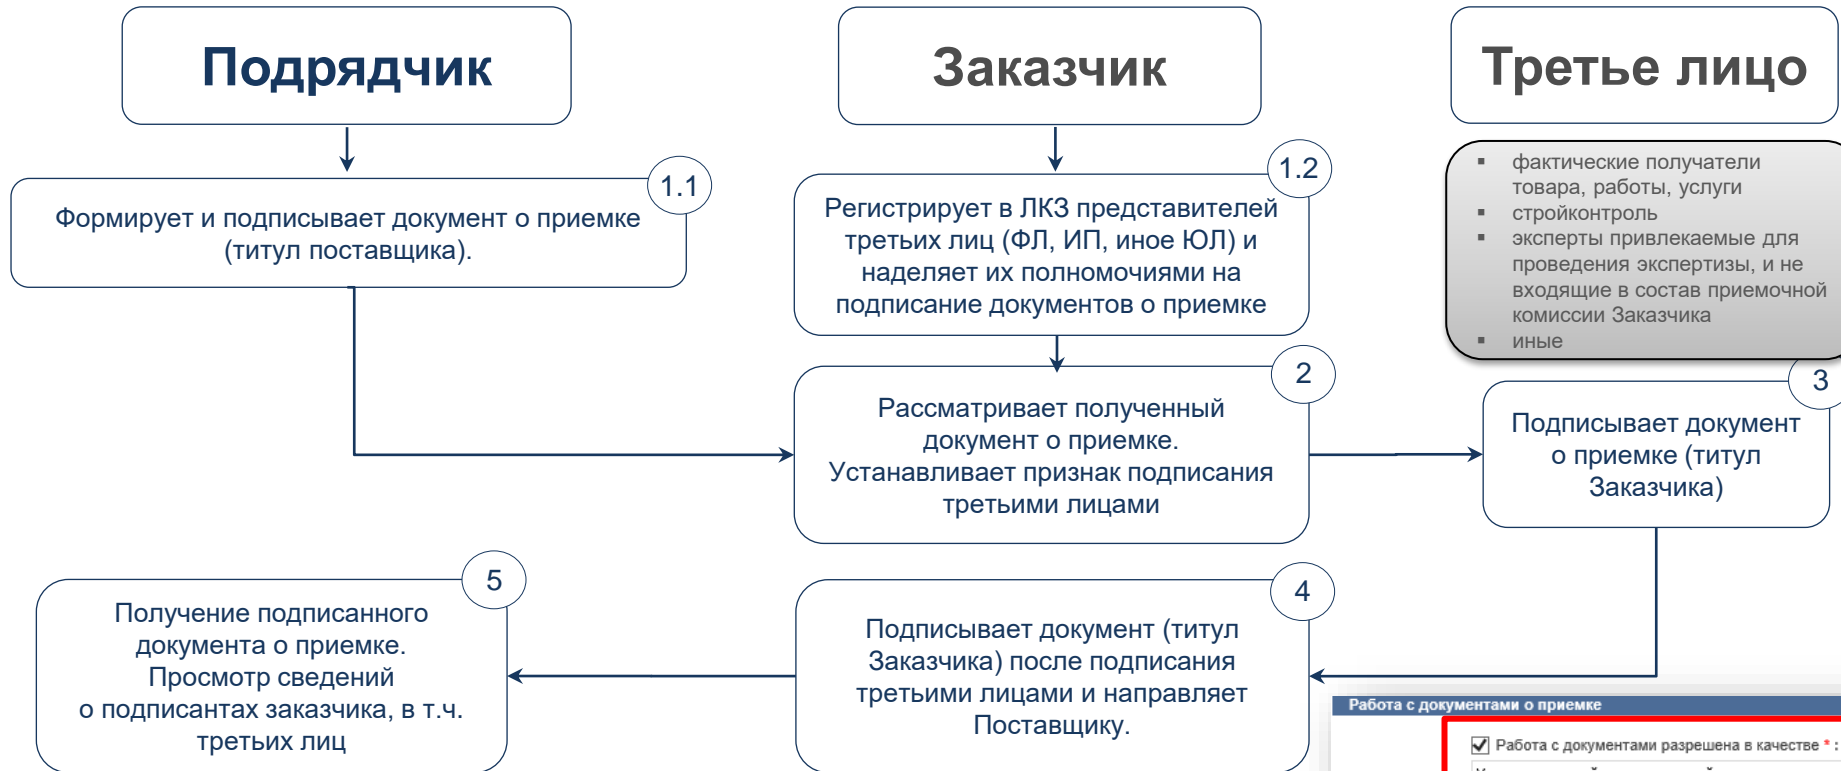 Подрядчик
Заказчик
Третье лицо
1.1
Формирует и подписывает документ о приемке
(титул поставщика).
1.2
Регистрирует в ЛКЗ представителей
третьих лиц (ФЛ, ИП, иное ЮЛ) и
наделяет их полномочиями на
подписание документов о приемке
▪ фактические получатели
товара, работы, услуги
▪ стройконтроль
▪ эксперты привлекаемые для
проведения экспертизы, и не
входящие в состав приемочной
комиссии Заказчика
▪ иные
2
Рассматривает полученный
документ о приемке.
Устанавливает признак подписания
третьими лицами
3
Подписывает документ
о приемке (титул
Заказчика)
5
Получение подписанного
документа о приемке.
Просмотр сведений
о подписантах заказчика, в т.ч.
третьих лиц
4
Подписывает документ (титул
Заказчика) после подписания
третьими лицами и направляет
Поставщику.
Работа с документами о приемке
Работа с документами разрешена в качестве * :